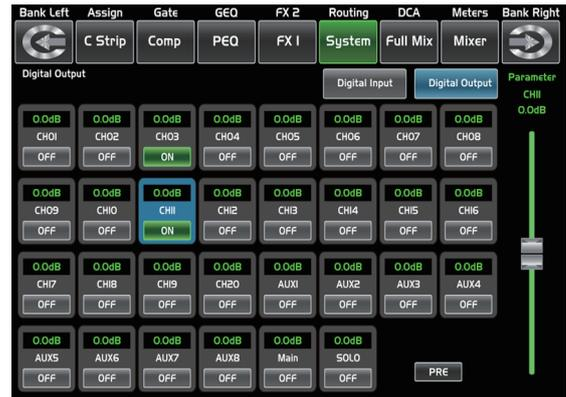 Bank Left Assign Gate GEQ FX 2 Routing DCA Meters Bank Right
C Strip Comp PEQ FX 1 System Full Mix Mixer
Digital Output Digital Input Digital Output Parameter
CH11
0.0dB
0.0dB 0.0dB 0.0dB 0.0dB 0.0dB 0.0dB 0.0dB 0.0dB
CH01 CH02 CH03 CH04 CH05 CH06 CH07 CH08
OFF OFF ON OFF OFF OFF OFF OFF
0.0dB 0.0dB 0.0dB 0.0dB 0.0dB 0.0dB 0.0dB 0.0dB
CH09 CH10 CH11 CH12 CH13 CH14 CH15 CH16
OFF OFF ON OFF OFF OFF OFF OFF
0.0dB 0.0dB 0.0dB 0.0dB 0.0dB 0.0dB 0.0dB 0.0dB
CH17 CH18 CH19 CH20 AUX1 AUX2 AUX3 AUX4
OFF OFF OFF OFF OFF OFF OFF OFF
0.0dB 0.0dB 0.0dB 0.0dB 0.0dB 0.0dB
AUX5 AUX6 AUX7 AUX8 Main SOLO
OFF OFF OFF OFF OFF OFF PRE